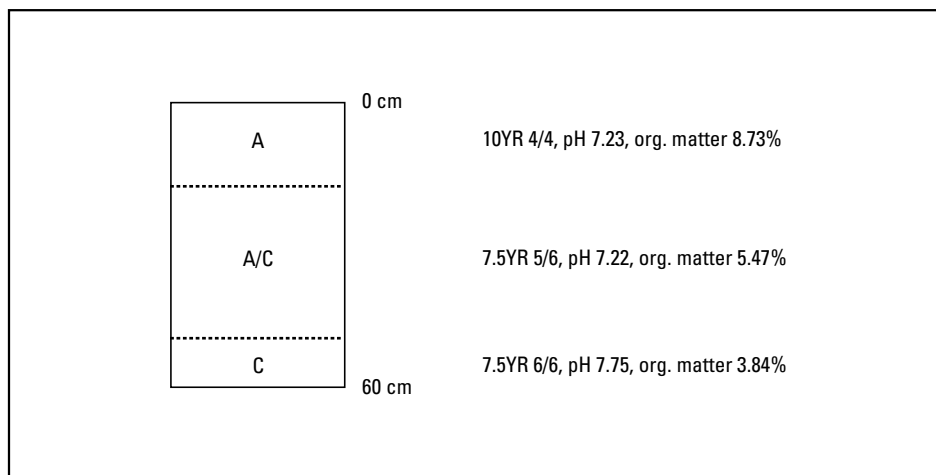 0 cm
A
10YR 4/4, pH 7.23, org. matter 8.73%
A/C
7.5YR 5/6, pH 7.22, org. matter 5.47%
C
7.5YR 6/6, pH 7.75, org. matter 3.84%
60 cm